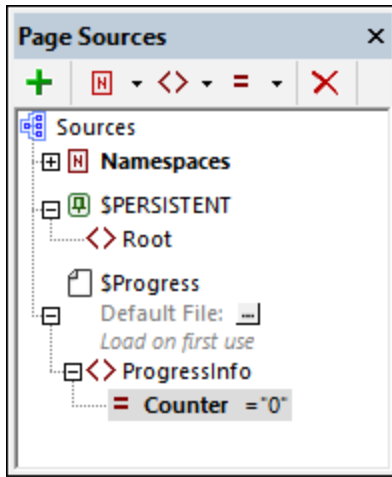 Page Sources
Sources
Namespaces
$PERSISTENT
Root
$Progress
Default File: ...
Load on first use
ProgressInfo
Counter ="0"